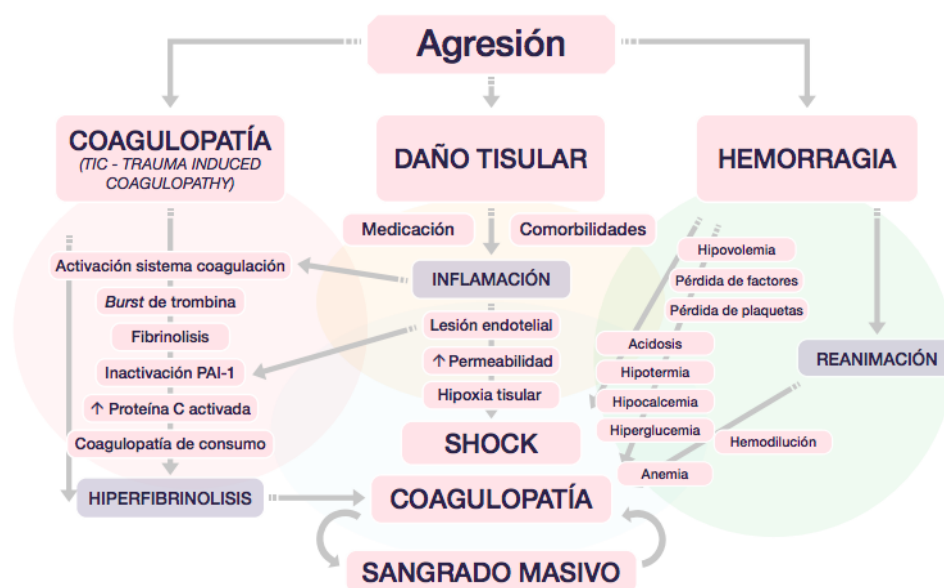 Agresión
COAGULOPATÍA
(TIC - TRAUMA INDUCED
COAGULOPATHY)
DAÑO TISULAR
HEMORRAGIA
Medicación
Comorbilidades
Activación sistema coagulación
Burst de trombina
Fibrinolisis
Inactivación PAI-1
↑ Proteína C activada
Coagulopatía de consumo
HIPERFIBRINOLISIS
INFLAMACIÓN
Lesión endotelial
↑ Permeabilidad
Hipoxia tisular
SHOCK
COAGULOPATÍA
SANGRADO MASIVO
Hipovolemia
Pérdida de factores
Pérdida de plaquetas
Acidosis
Hipotermia
Hipocalcemia
Hiperglucemia
Anemia
REANIMACIÓN
Hemodilución